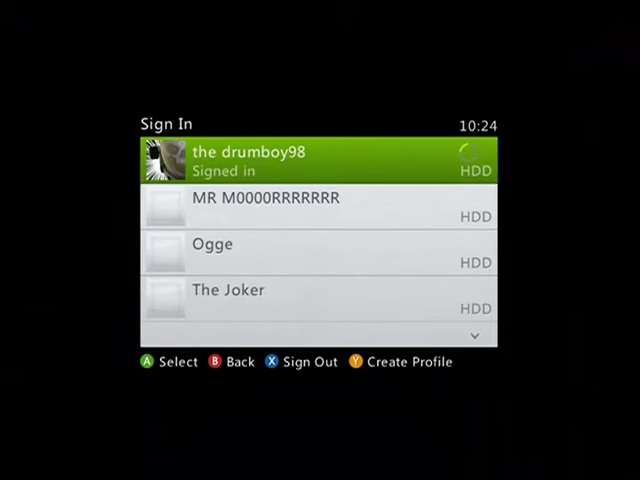 Sign In 10:24
the drumboy98
Signed in HDD
MR M0000RRRRRRR
HDD
Ogge
HDD
The Joker
HDD
A Select B Back X Sign Out Y Create Profile